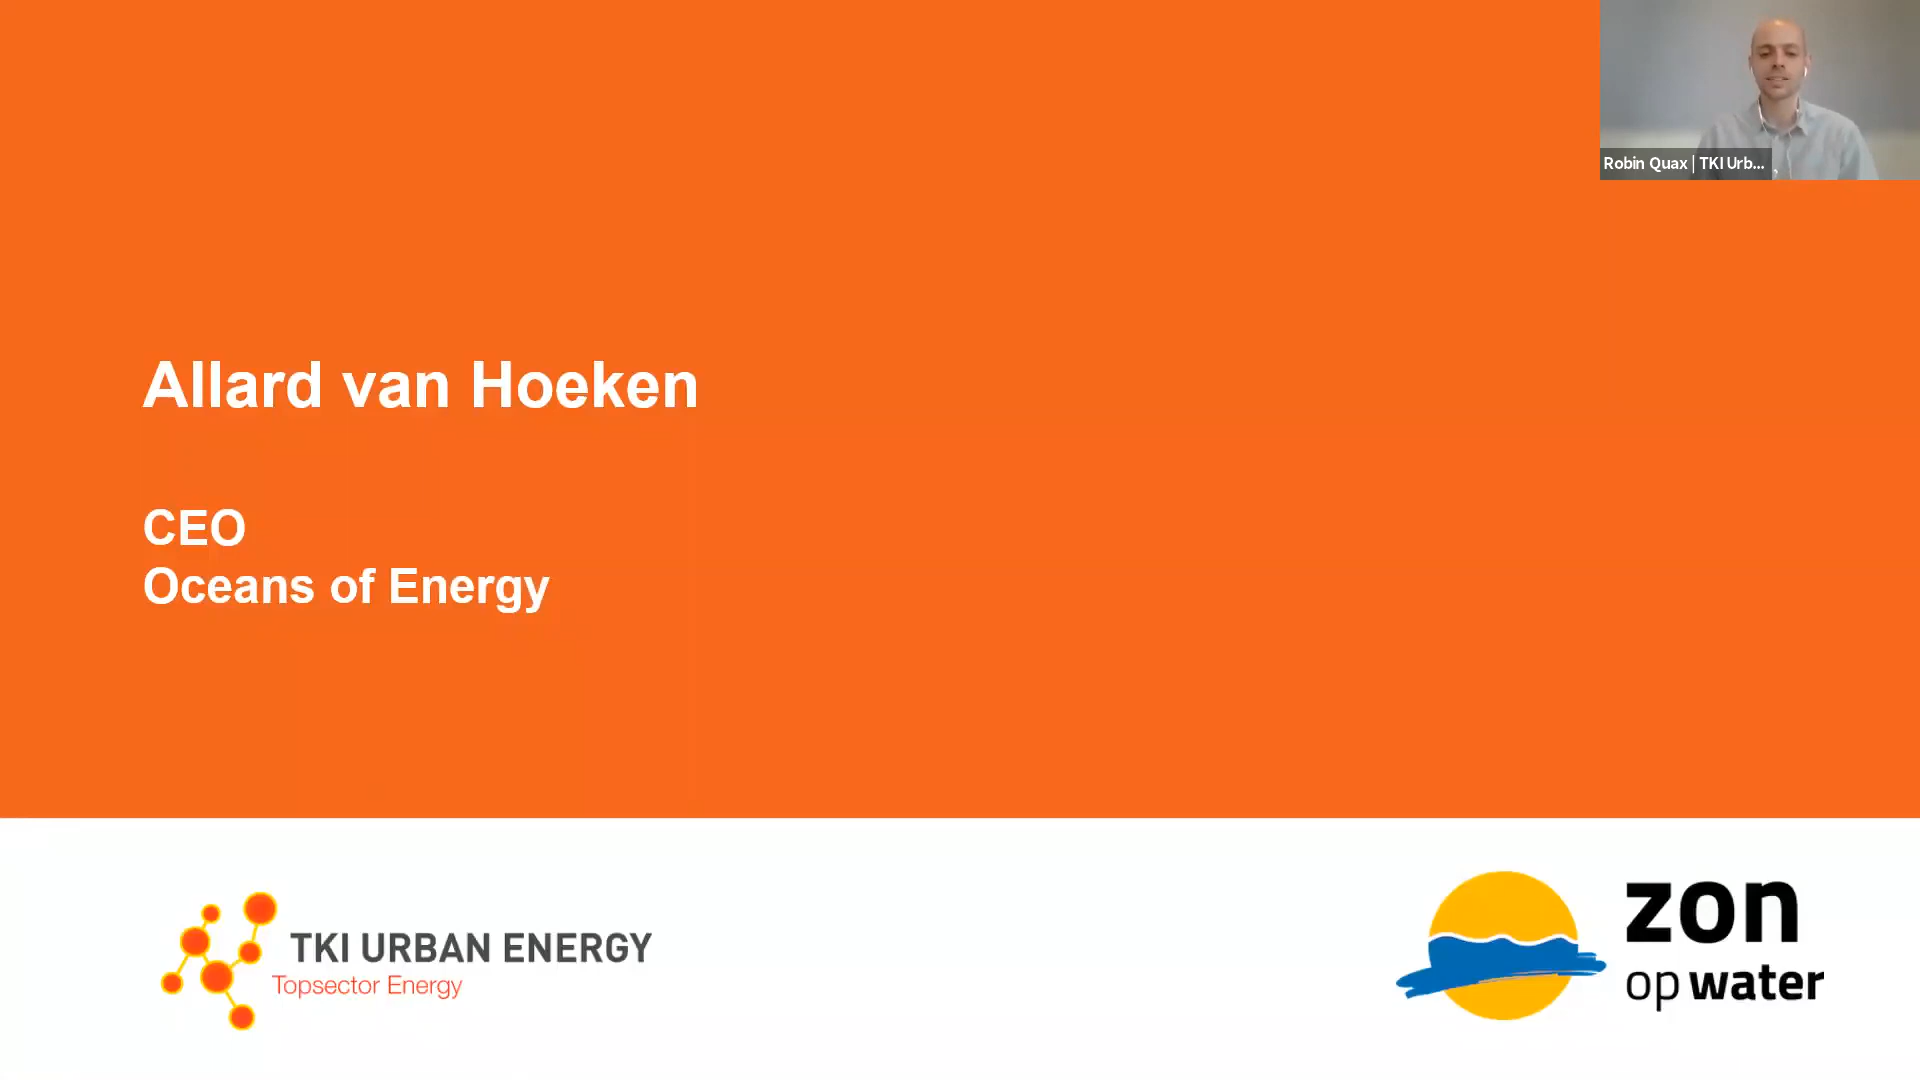 Robin Quax | TKI Urb...
Allard van Hoeken
CEO
Oceans of Energy
TKI URBAN ENERGY
Topsector Energy
zon
op water